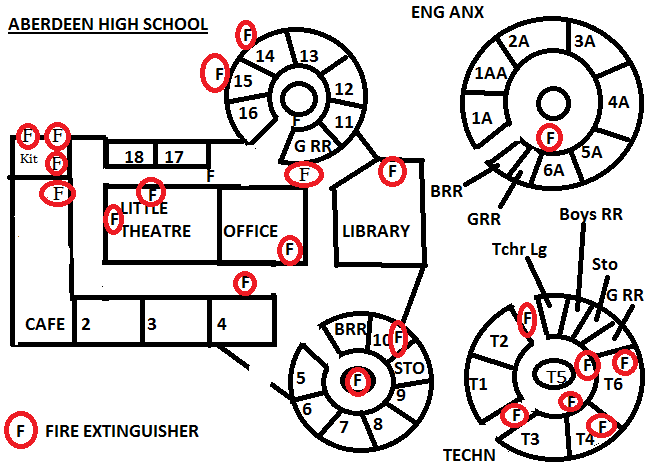 ABERDEEN HIGH SCHOOL
ENG ANX
F
14
13
F
15
12
16
F
11
G RR
2A
3A
1AA
4A
1A
F
5A
6A
BRR
GRR
F
F
Kit
F
F
18
17
F
F
F
F
LITTLE
THEATRE
F
OFFICE
F
LIBRARY
F
CAFE
2
3
4
Boys RR
Tchr Lg
Sto
G RR
BRR
10
F
STO
5
F
9
6
7
8
T2
F
F
F
T1
T5
T6
F
F
F
T3
T4
TECHN
F
FIRE EXTINGUISHER